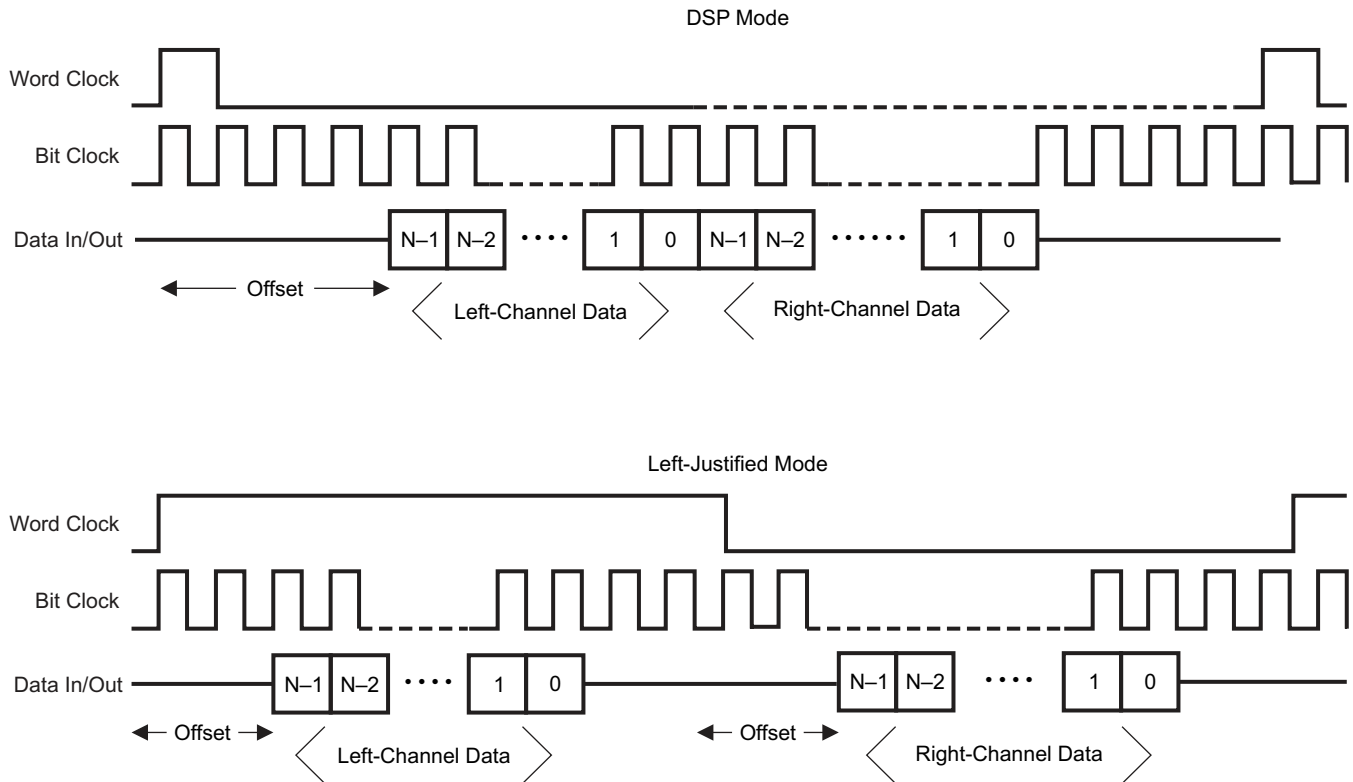 DSP Mode
Word Clock
Bit Clock
Data In/Out N–1 N–2 •••• 1 0 N–1 N–2 •••••• 1 0
Offset
Left-Channel Data Right-Channel Data
Left-Justified Mode
Word Clock
Bit Clock
Data In/Out N–1 N–2 •••• 1 0 N–1 N–2 •••• 1 0
Offset Offset
Left-Channel Data Right-Channel Data